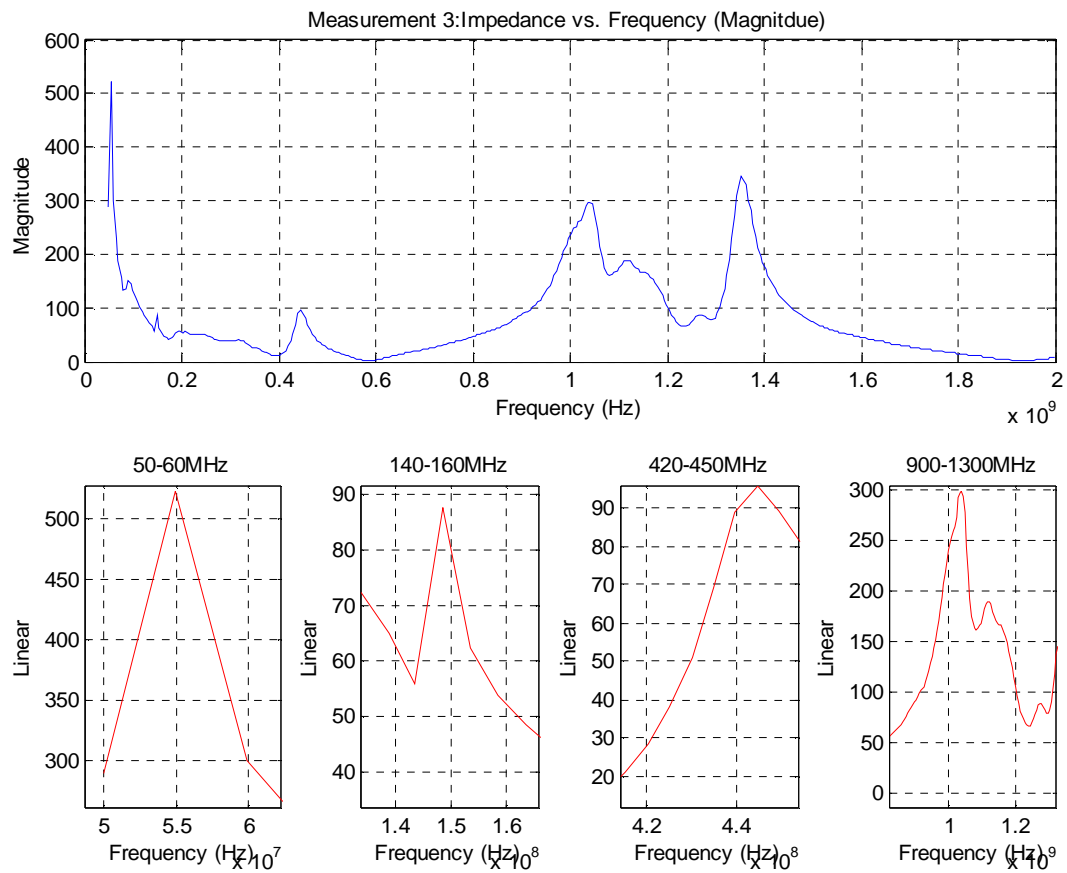 Measurement 3:Impedance vs. Frequency (Magnitdue)
600
500
400
300
200
100
0
Magnitude
0 0.2 0.4 0.6 0.8 1 1.2 1.4 1.6 1.8 2
Frequency (Hz)
x 10^9
50-60MHz
500
450
400
350
300
Linear
5 5.5 6
Frequency (Hz)
x 10^7
140-160MHz
90
80
70
60
50
40
Linear
1.4 1.5 1.6
Frequency (Hz)
x 10^8
420-450MHz
90
80
70
60
50
40
30
20
Linear
4.2 4.4
Frequency (Hz)
x 10^8
900-1300MHz
300
250
200
150
100
50
0
Linear
1 1.2
Frequency (Hz)
x 10^9